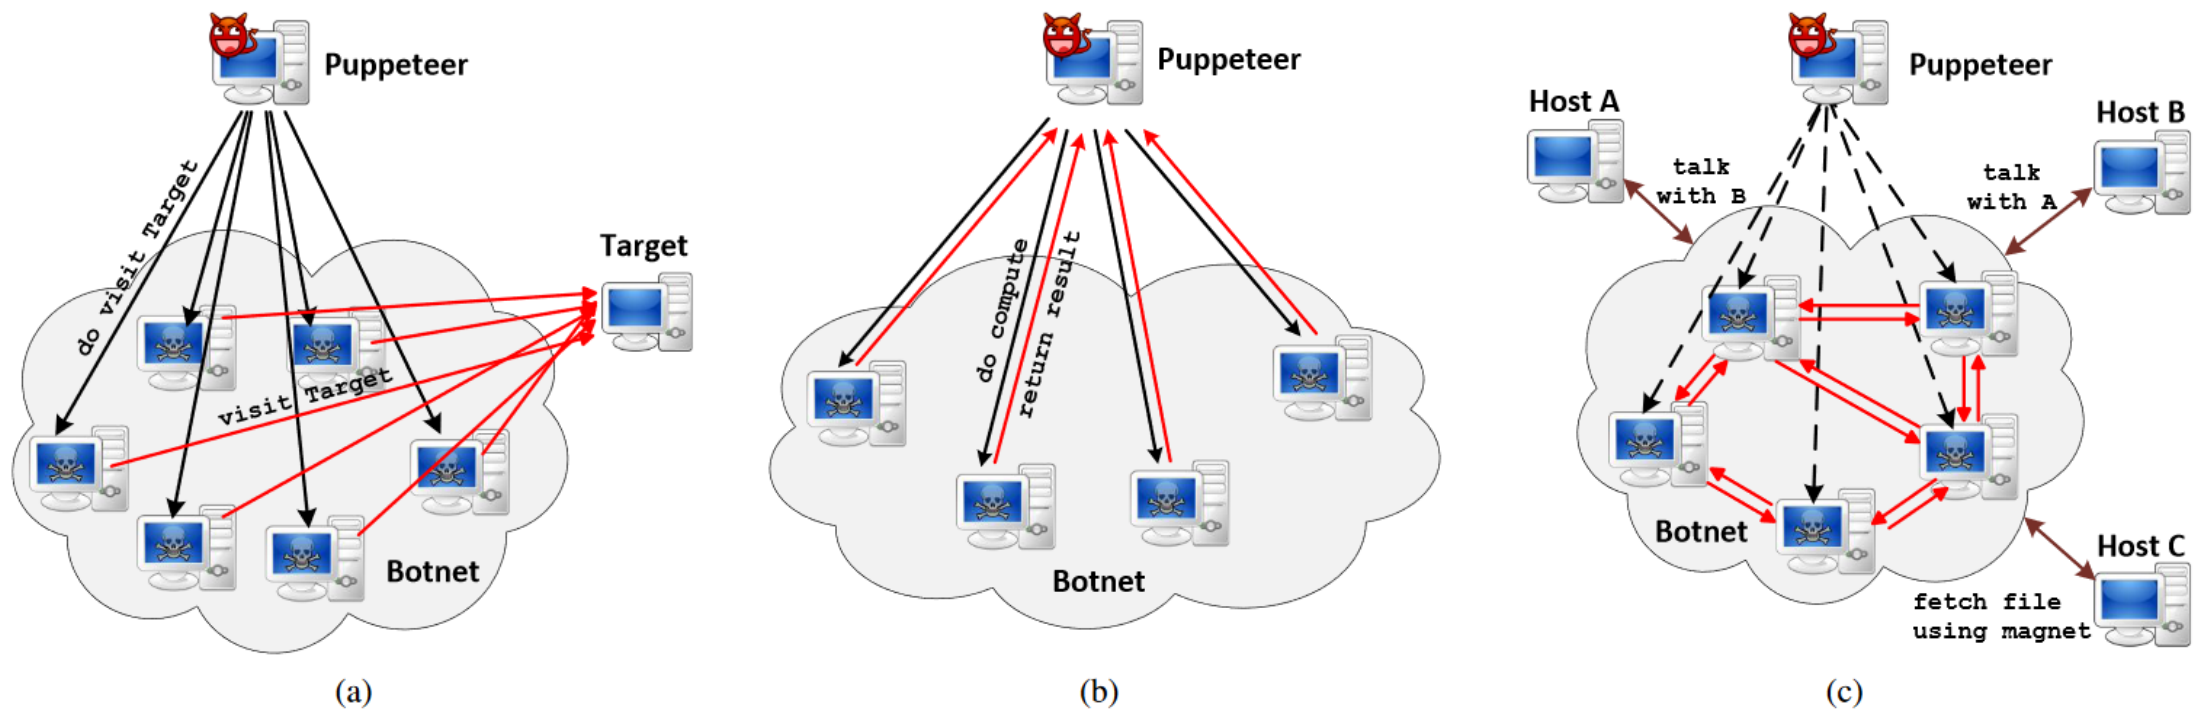 Puppeteer
do visit Target
Target
visit Target
Botnet
(a)
Puppeteer
do compute
return result
Botnet
(b)
Puppeteer
Host A
Host B
talk
with B
talk
with A
Botnet
Host C
fetch file
using magnet
(c)